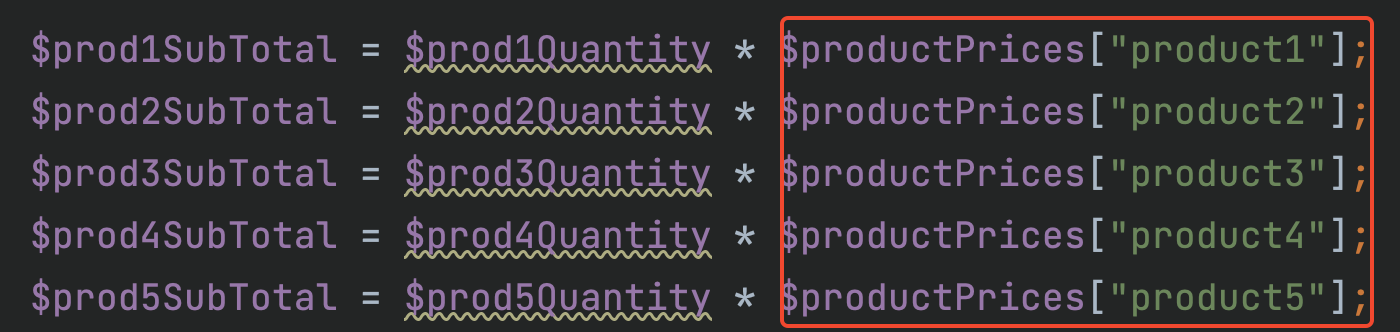 $prod1SubTotal = $prod1Quantity * $productPrices["product1"];
$prod2SubTotal = $prod2Quantity * $productPrices["product2"];
$prod3SubTotal = $prod3Quantity * $productPrices["product3"];
$prod4SubTotal = $prod4Quantity * $productPrices["product4"];
$prod5SubTotal = $prod5Quantity * $productPrices["product5"];